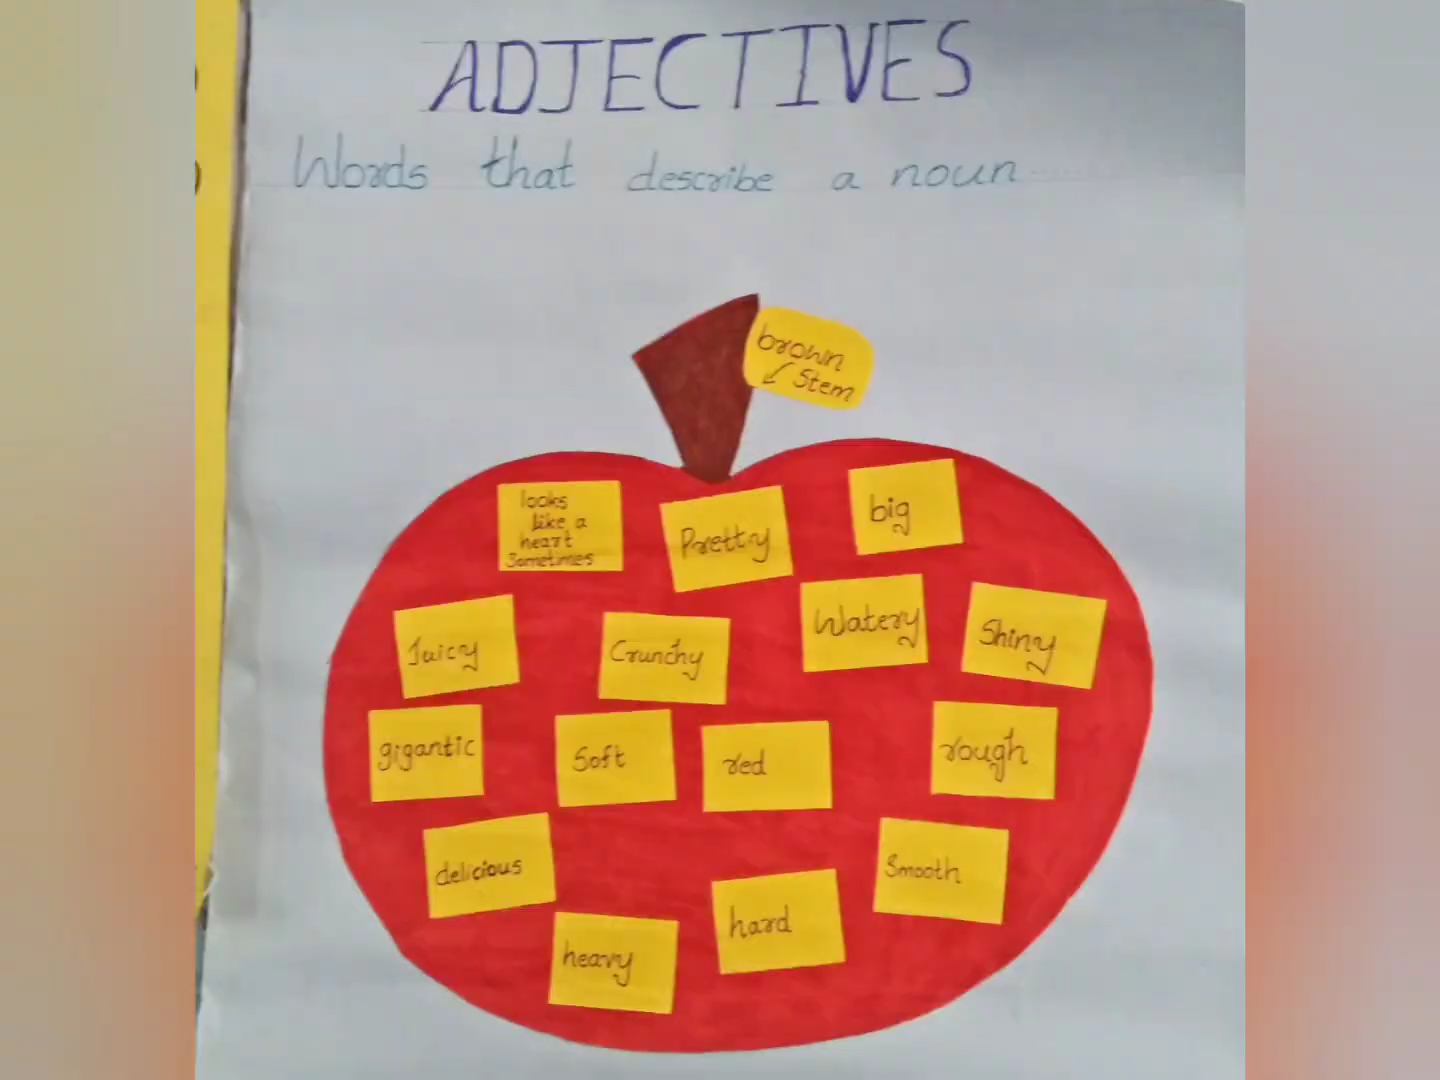 ADJECTIVES
Words that describe a noun
brown
stem
looks
like a
heart
Sometimes
Pretty
big
Juicy
Crunchy
Watery
Shiny
gigantic
Soft
red
rough
delicious
Smooth
heavy
hard